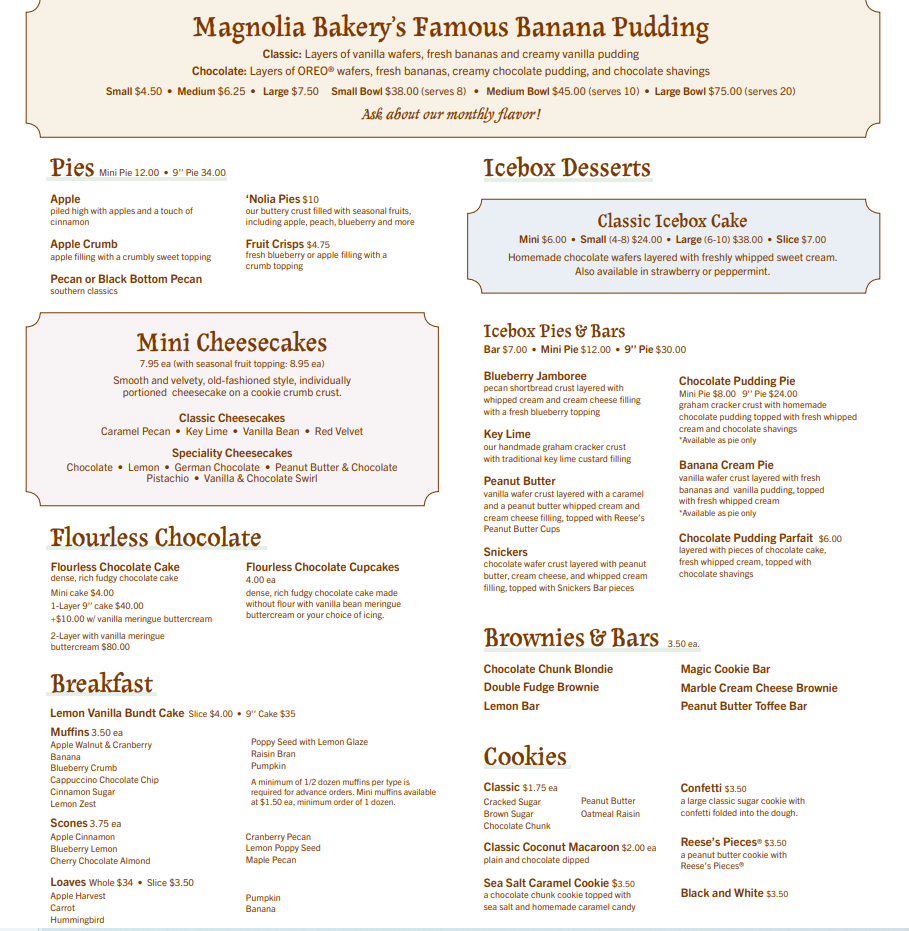 Magnolia Bakery's Famous Banana Pudding
Classic: Layers of vanilla wafers, fresh bananas and creamy vanilla pudding
Chocolate: Layers of OREO® wafers, fresh bananas, creamy chocolate pudding, and chocolate shavings
Small $4.50 • Medium $6.25 • Large $7.50 Small Bowl $38.00 (serves 8) • Medium Bowl $45.00 (serves 10) • Large Bowl $75.00 (serves 20)
Ask about our monthly flavor!
Pies Mini Pie 12.00 • 9'' Pie 34.00
Apple
piled high with apples and a touch of
cinnamon
Apple Crumb
apple filling with a crumbly sweet topping
Pecan or Black Bottom Pecan
southern classics
'Nolia Pies $10
our buttery crust filled with seasonal fruits,
including apple, peach, blueberry and more
Fruit Crisps $4.75
fresh blueberry or apple filling with a
crumb topping
Mini Cheesecakes
7.95 ea (with seasonal fruit topping: 8.95 ea)
Smooth and velvety, old-fashioned style, individually
portioned cheesecake on a cookie crumb crust.
Classic Cheesecakes
Caramel Pecan • Key Lime • Vanilla Bean • Red Velvet
Speciality Cheesecakes
Chocolate • Lemon • German Chocolate • Peanut Butter & Chocolate
Pistachio • Vanilla & Chocolate Swirl
Flourless Chocolate
Flourless Chocolate Cake
dense, rich fudgy chocolate cake
Mini cake $4.00
1-Layer 9'' cake $40.00
+$10.00 w/ vanilla meringue buttercream
2-Layer with vanilla meringue
buttercream $80.00
Flourless Chocolate Cupcakes
4.00 ea
dense, rich fudgy chocolate cake made
without flour with vanilla bean meringue
buttercream or your choice of icing.
Breakfast
Lemon Vanilla Bundt Cake Slice $4.00 • 9'' Cake $35
Muffins 3.50 ea
Apple Walnut & Cranberry
Banana
Blueberry Crumb
Cappuccino Chocolate Chip
Cinnamon Sugar
Lemon Zest
Poppy Seed with Lemon Glaze
Raisin Bran
Pumpkin
A minimum of 1/2 dozen muffins per type is
required for advance orders. Mini muffins available
at $1.50 ea, minimum order of 1 dozen.
Scones 3.75 ea
Apple Cinnamon
Blueberry Lemon
Cherry Chocolate Almond
Cranberry Pecan
Lemon Poppy Seed
Maple Pecan
Loaves Whole $34 • Slice $3.50
Apple Harvest
Carrot
Hummingbird
Pumpkin
Banana
Icebox Desserts
Classic Icebox Cake
Mini $6.00 • Small (4-8) $24.00 • Large (6-10) $38.00 • Slice $7.00
Homemade chocolate wafers layered with freshly whipped sweet cream.
Also available in strawberry or peppermint.
Icebox Pies & Bars
Bar $7.00 • Mini Pie $12.00 • 9'' Pie $30.00
Blueberry Jamboree
pecan shortbread crust layered with
whipped cream and cream cheese filling
with a fresh blueberry topping
Key Lime
our handmade graham cracker crust
with traditional key lime custard filling
Peanut Butter
vanilla wafer crust layered with a caramel
and a peanut butter whipped cream and
cream cheese filling, topped with Reese's
Peanut Butter Cups
Snickers
chocolate wafer crust layered with peanut
butter, cream cheese, and whipped cream
filling, topped with Snickers Bar pieces
Chocolate Pudding Pie
Mini Pie $8.00 9'' Pie $24.00
graham cracker crust with homemade
chocolate pudding topped with fresh whipped
cream and chocolate shavings
*Available as pie only
Banana Cream Pie
vanilla wafer crust layered with fresh
bananas and vanilla pudding, topped
with fresh whipped cream
*Available as pie only
Chocolate Pudding Parfait $6.00
layered with pieces of chocolate cake,
fresh whipped cream, topped with
chocolate shavings
Brownies & Bars 3.50 ea.
Chocolate Chunk Blondie
Double Fudge Brownie
Lemon Bar
Magic Cookie Bar
Marble Cream Cheese Brownie
Peanut Butter Toffee Bar
Cookies
Classic $1.75 ea
Cracked Sugar
Brown Sugar
Chocolate Chunk
Peanut Butter
Oatmeal Raisin
Classic Coconut Macaroon $2.00 ea
plain and chocolate dipped
Sea Salt Caramel Cookie $3.50
a chocolate chunk cookie topped with
sea salt and homemade caramel candy
Confetti $3.50
a large classic sugar cookie with
confetti folded into the dough.
Reese's Pieces® $3.50
a peanut butter cookie with
Reese's Pieces®
Black and White $3.50